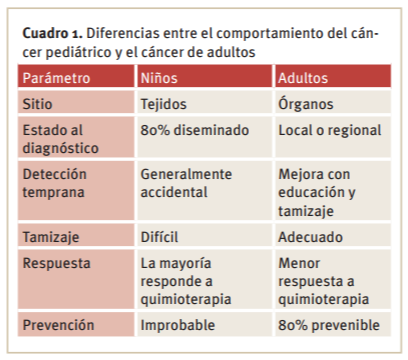 Cuadro 1. Diferencias entre el comportamiento del cán-
cer pediátrico y el cáncer de adultos
Parámetro Niños Adultos
Sitio Tejidos Órganos
Estado al diagnóstico 80% diseminado Local o regional
Detección temprana Generalmente accidental Mejora con educación y tamizaje
Tamizaje Difícil Adecuado
Respuesta La mayoría responde a quimioterapia Menor respuesta a quimioterapia
Prevención Improbable 80% prevenible